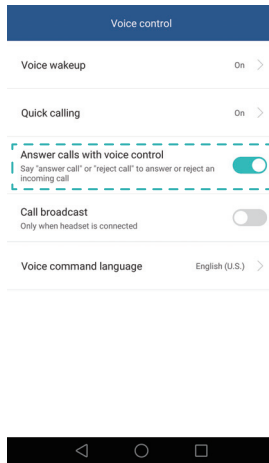 Voice control
Voice wakeup On
Quick calling On
Answer calls with voice control
Say "answer call" or "reject call" to answer or reject an
incoming call
Call broadcast
Only when headset is connected
Voice command language English (U.S.)